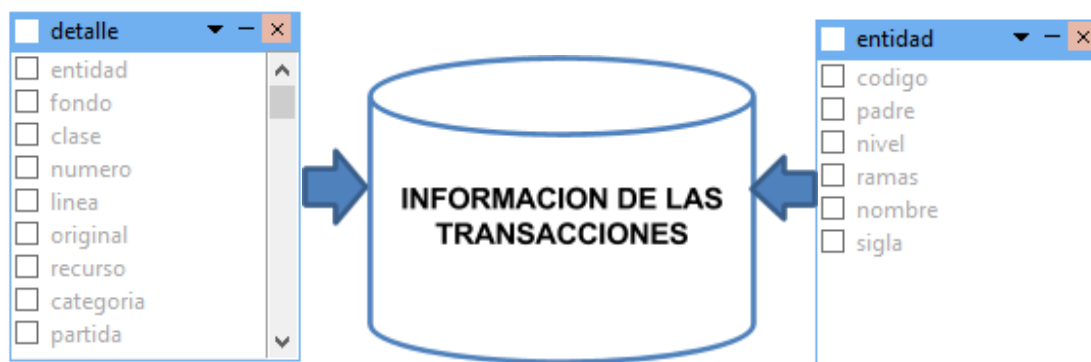 detalle
entidad
fondo
clase
numero
linea
original
recurso
categoria
partida
INFORMACION DE LAS
TRANSACCIONES
entidad
codigo
padre
nivel
ramas
nombre
sigla